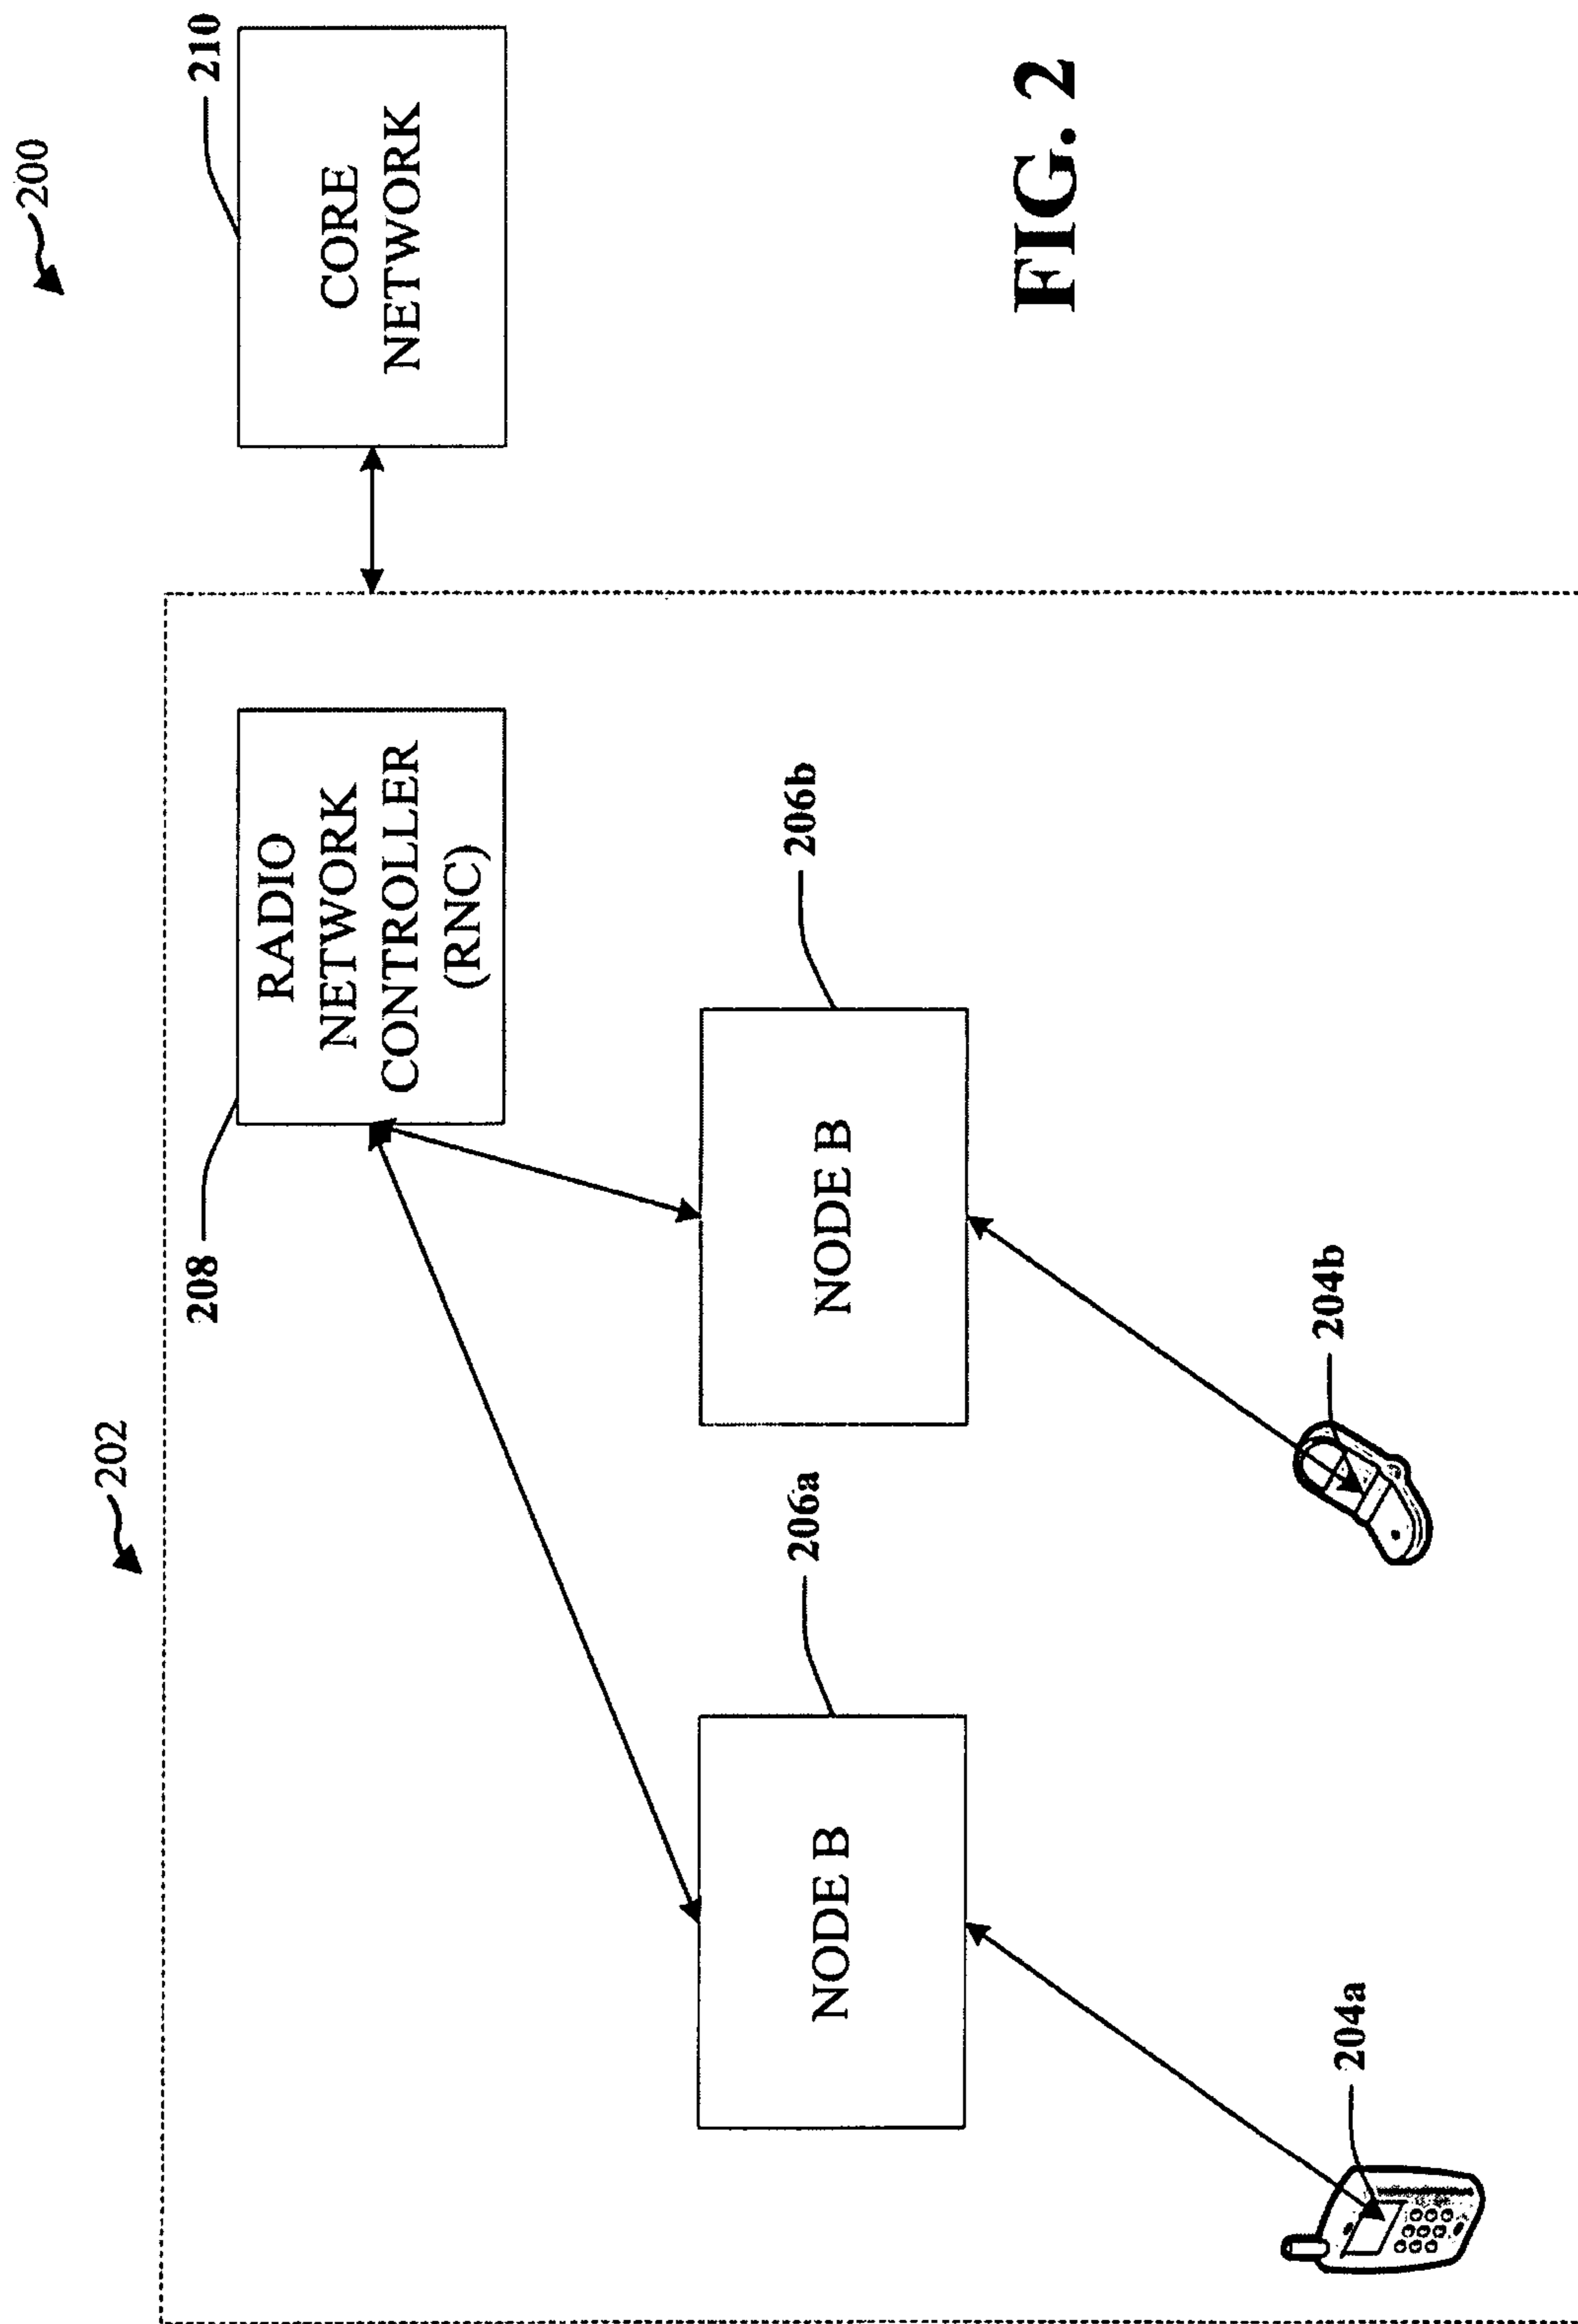 200
202
208
RADIO
NETWORK
CONTROLLER
(RNC)
210
CORE
NETWORK
206a
NODE B
206b
NODE B
204a
204b
FIG. 2